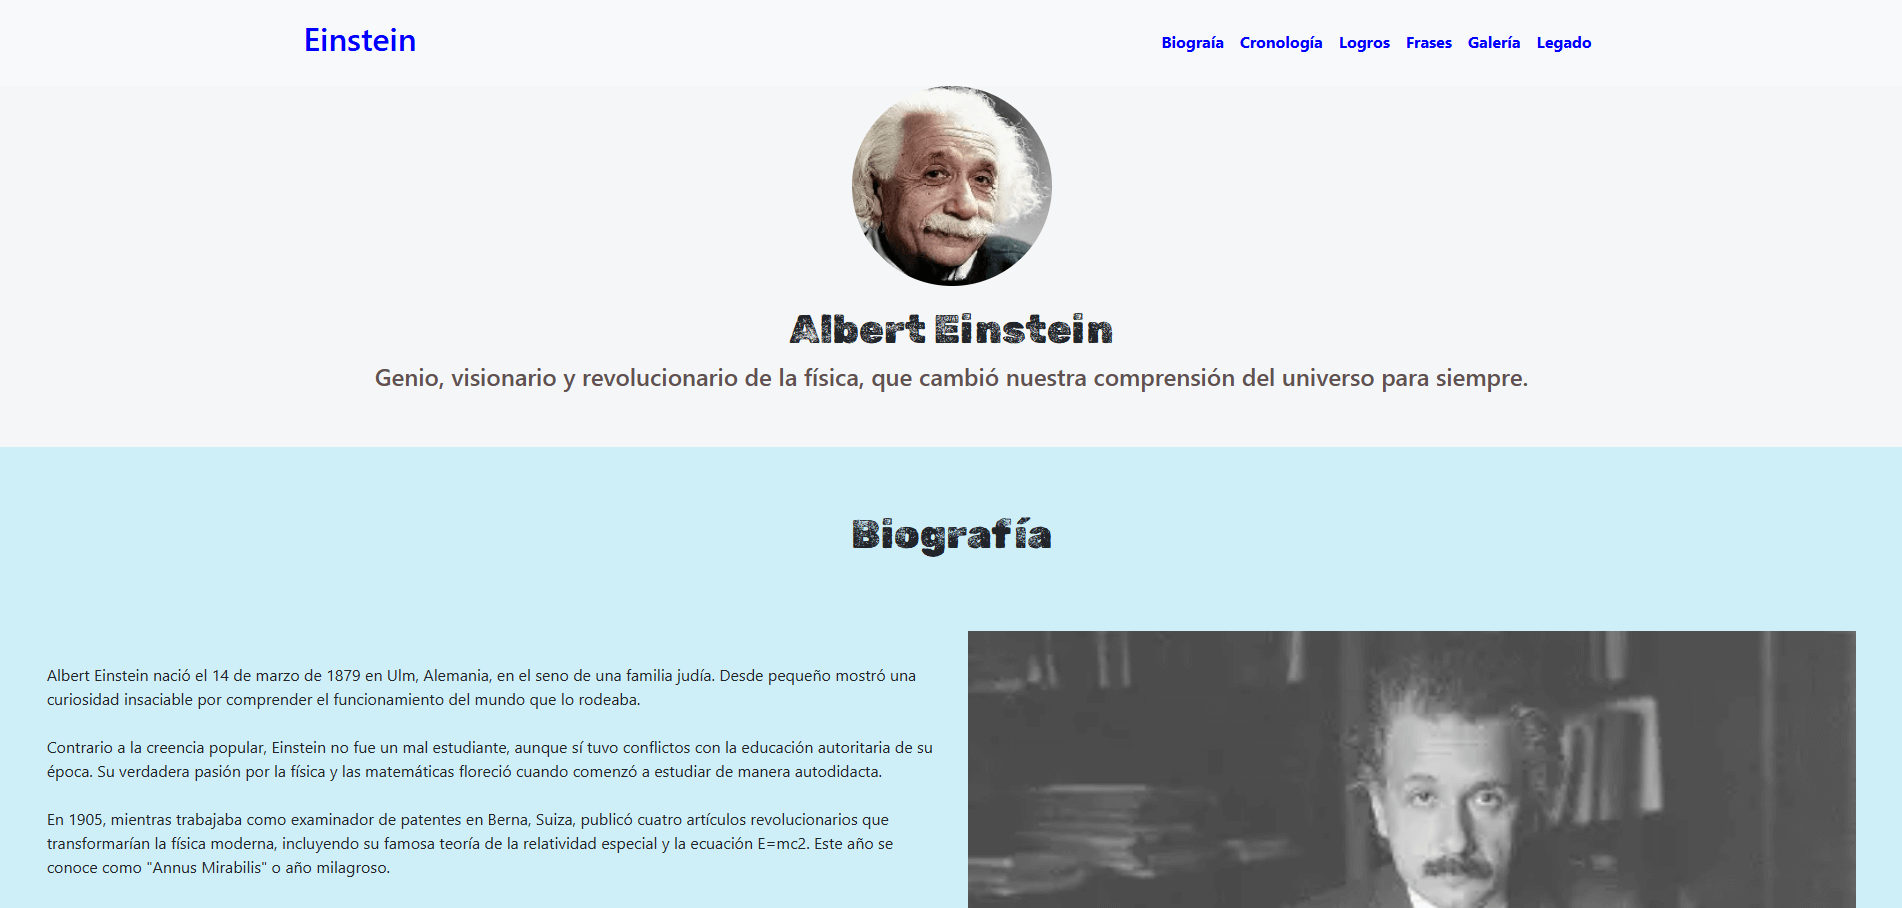 Einstein
Biograía Cronología Logros Frases Galería Legado
Albert Einstein
Genio, visionario y revolucionario de la física, que cambió nuestra comprensión del universo para siempre.
Biografía
Albert Einstein nació el 14 de marzo de 1879 en Ulm, Alemania, en el seno de una familia judía. Desde pequeño mostró una
curiosidad insaciable por comprender el funcionamiento del mundo que lo rodeaba.
Contrario a la creencia popular, Einstein no fue un mal estudiante, aunque sí tuvo conflictos con la educación autoritaria de su
época. Su verdadera pasión por la física y las matemáticas floreció cuando comenzó a estudiar de manera autodidacta.
En 1905, mientras trabajaba como examinador de patentes en Berna, Suiza, publicó cuatro artículos revolucionarios que
transformarían la física moderna, incluyendo su famosa teoría de la relatividad especial y la ecuación E=mc2. Este año se
conoce como "Annus Mirabilis" o año milagroso.